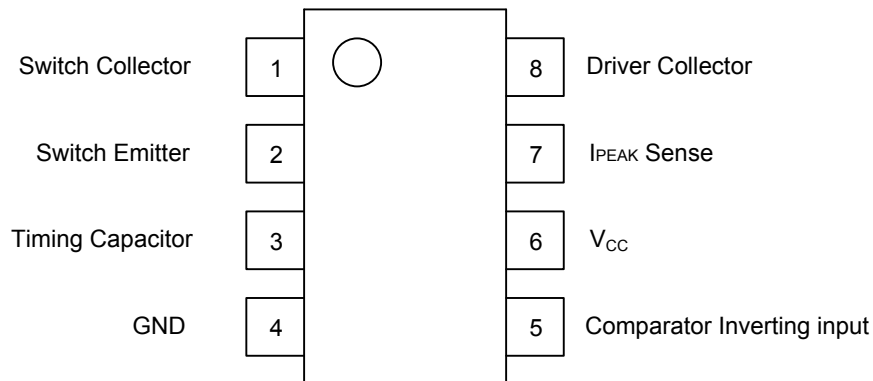 Switch Collector 1 8 Driver Collector
Switch Emitter 2 7 IPEAK Sense
Timing Capacitor 3 6 VCC
GND 4 5 Comparator Inverting input